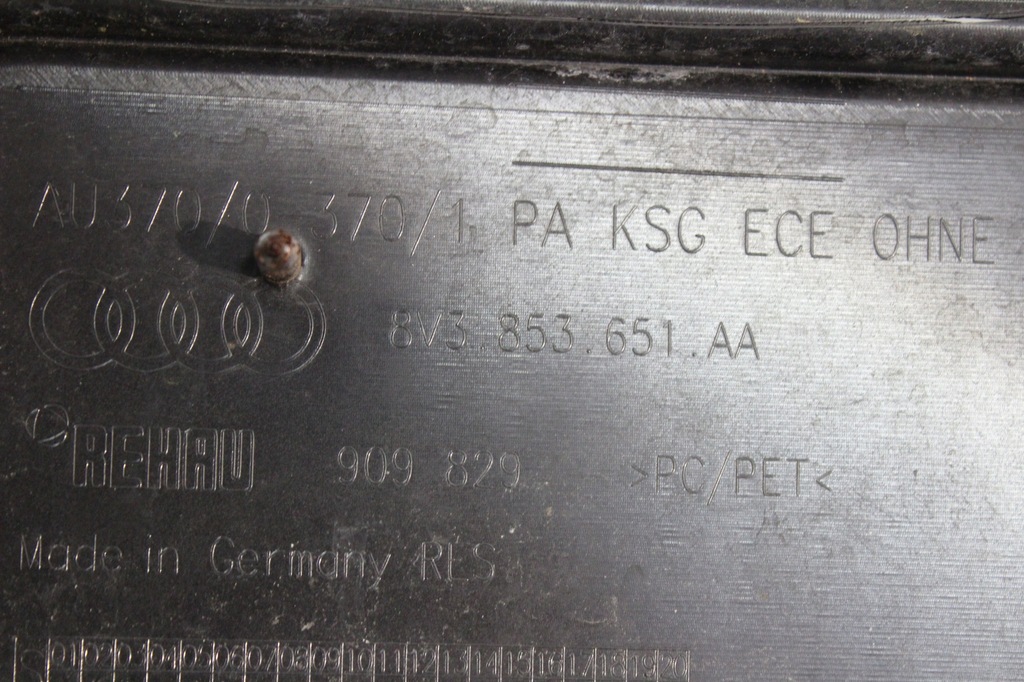 AU370/0 370/1 PA KSG ECE OHNE
8V3.853.651.AA
REHAU 909 829 >PC/PET<
Made in Germany RLS
01 02 03 04 05 06 07 08 09 10 11 12 13 14 15 16 17 18 19 20